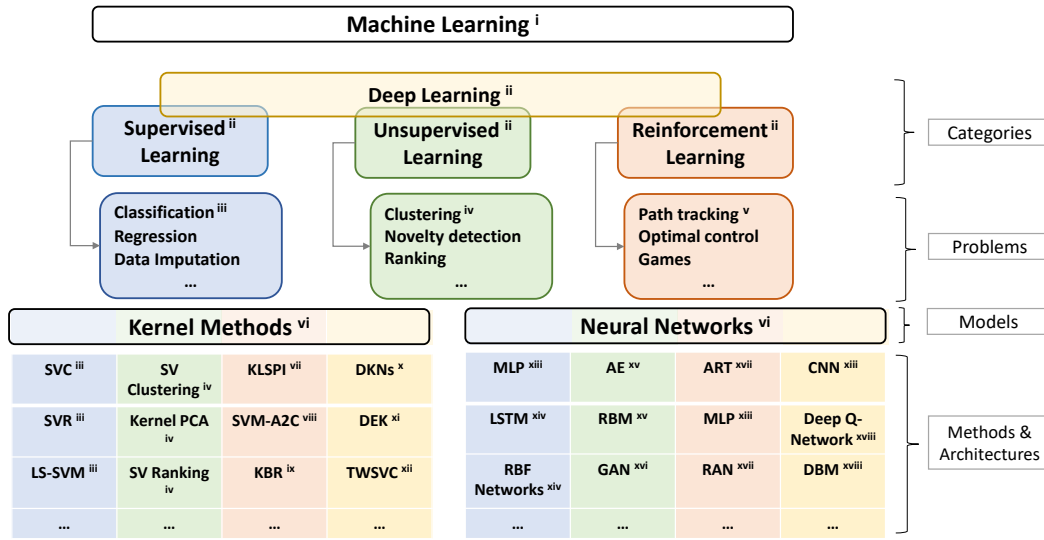 Machine Learning i
Deep Learning ii
Supervised ii
Learning
Unsupervised ii
Learning
Reinforcement ii
Learning
Categories
Classification iii
Regression
Data Imputation
...
Clustering iv
Novelty detection
Ranking
...
Path tracking v
Optimal control
Games
...
Problems
Kernel Methods vi
Neural Networks vi
Models
SVC iii
SV
Clustering iv
KLSPI vii
DKNs x
MLP xiii
AE xv
ART xvii
CNN xiii
SVR iii
Kernel PCA
iv
SVM-A2C viii
DEK xi
LSTM xiv
RBM xv
MLP xiii
Deep Q-
Network xviii
LS-SVM iii
SV Ranking
iv
KBR ix
TWSVC xii
RBF
Networks xiv
GAN xvi
RAN xvii
DBM xviii
...
...
...
...
...
...
...
...
Methods &
Architectures